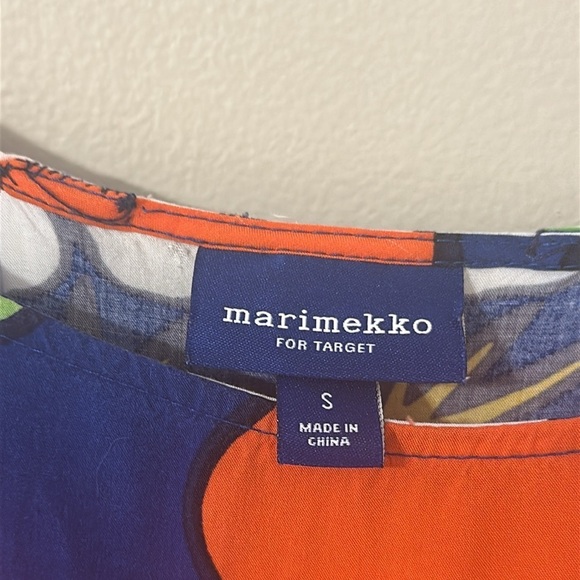 marimekko
FOR TARGET
S
MADE IN
CHINA